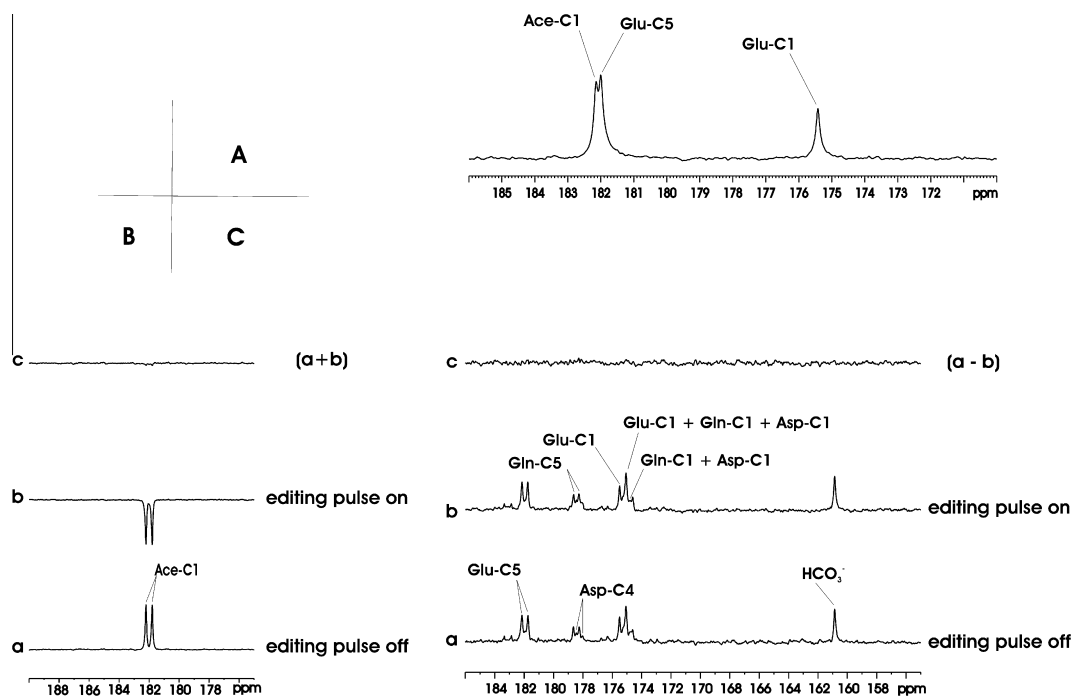 Ace-C1
Glu-C5
Glu-C1
185 184 183 182 181 180 179 178 177 176 175 174 173 172 ppm
A
B
C
c
(a+b)
b
editing pulse on
Ace-C1
a
editing pulse off
188 186 184 182 180 178 ppm
c
(a - b)
Glu-C1 + Gln-C1 + Asp-C1
Glu-C1
Gln-C5
Gln-C1 + Asp-C1
b
editing pulse on
Glu-C5
Asp-C4
HCO₃⁻
a
editing pulse off
184 182 180 178 176 174 172 170 168 166 164 162 160 158 ppm